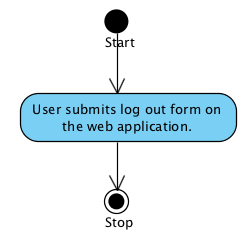 Start
User submits log out form on
the web application.
Stop